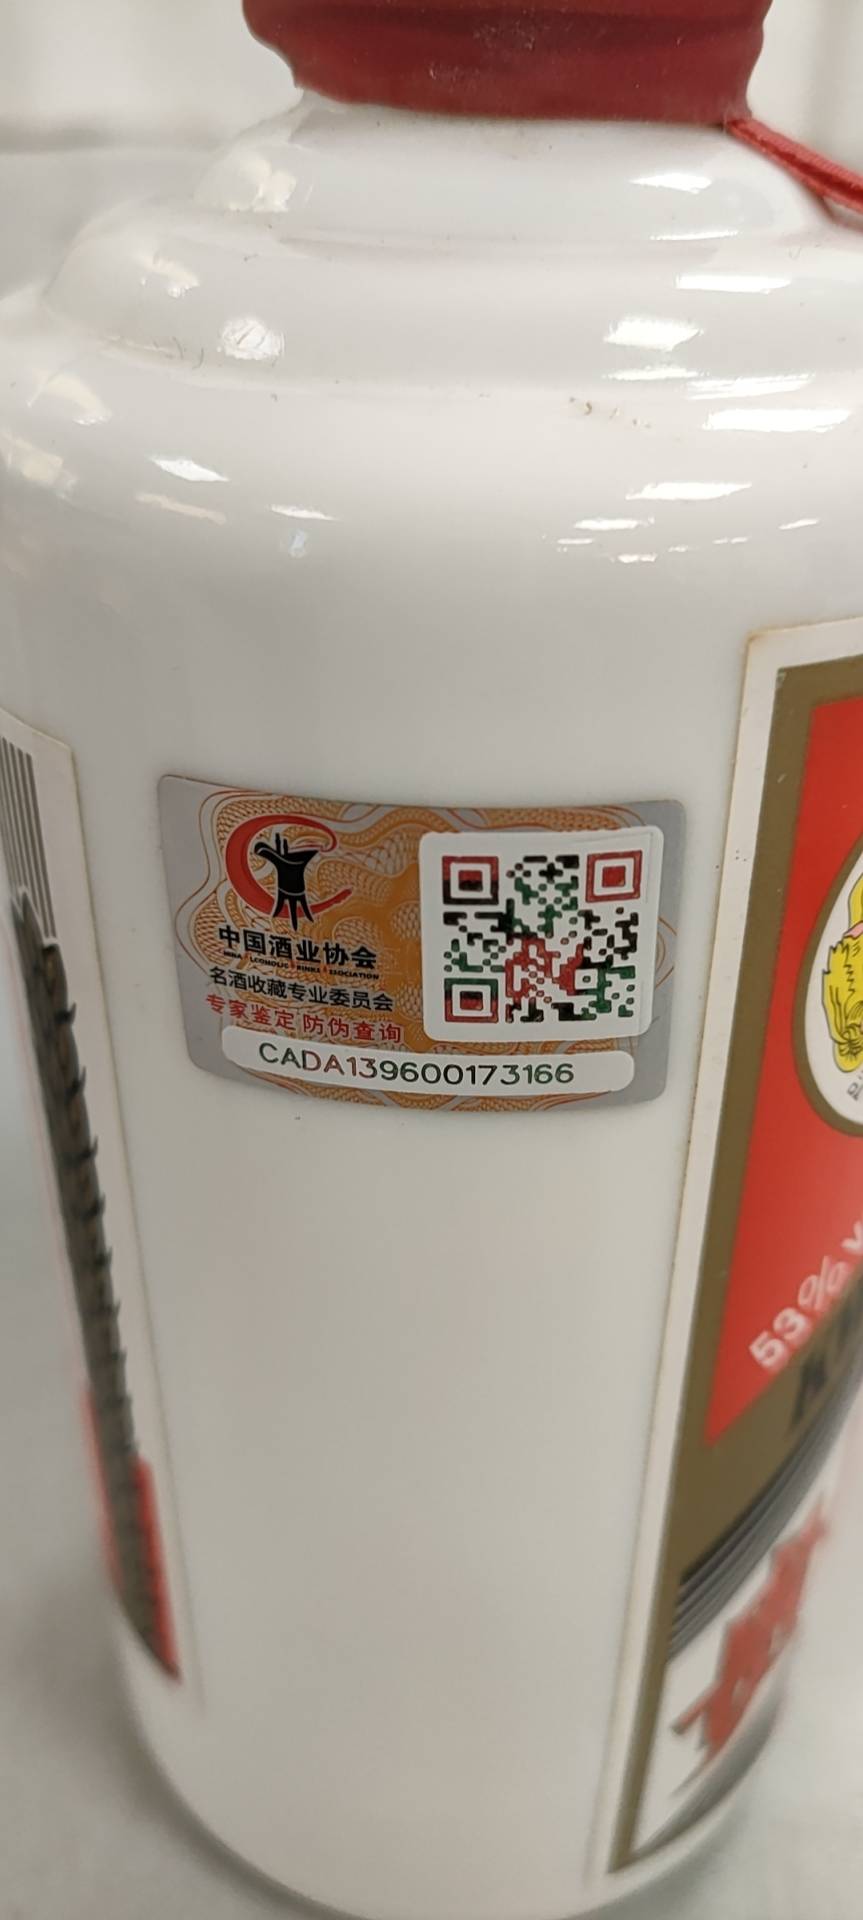 中国酒业协会
名酒收藏专业委员会
专家鉴定 防伪查询
CADA139600173166
53%